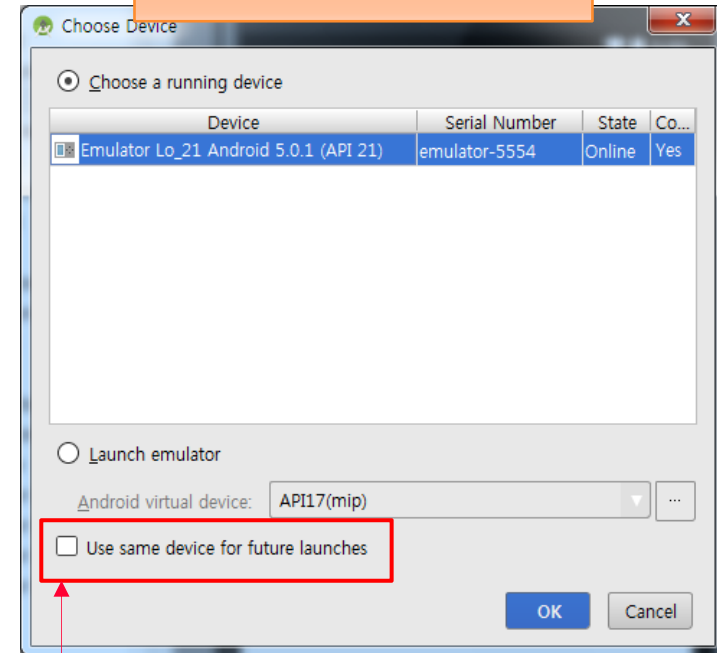 Choose Device
Choose a running device
Device Serial Number State Co...
Emulator Lo_21 Android 5.0.1 (API 21) emulator-5554 Online Yes
Launch emulator
Android virtual device: API17(mip) ...
Use same device for future launches
OK Cancel